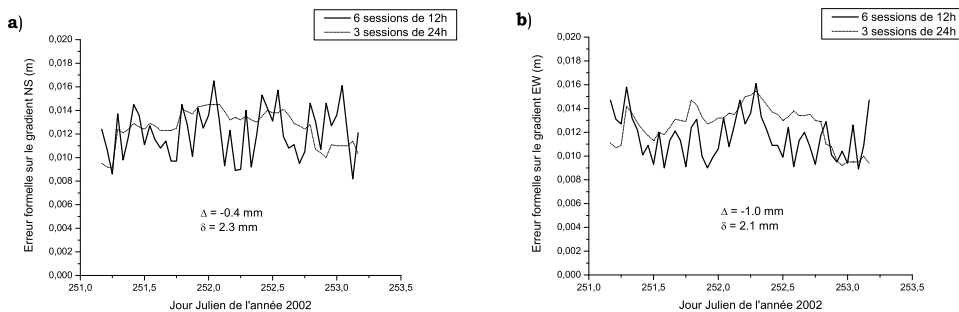 a)
6 sessions de 12h
3 sessions de 24h
Erreur formelle sur le gradient NS (m)
0,020
0,018
0,016
0,014
0,012
0,010
0,008
0,006
0,004
0,002
0,000
Δ = -0.4 mm
δ = 2.3 mm
251,0 251,5 252,0 252,5 253,0 253,5
Jour Julien de l'année 2002
b)
6 sessions de 12h
3 sessions de 24h
Erreur formelle sur le gradient EW (m)
0,020
0,018
0,016
0,014
0,012
0,010
0,008
0,006
0,004
0,002
0,000
Δ = -1.0 mm
δ = 2.1 mm
251,0 251,5 252,0 252,5 253,0 253,5
Jour Julien de l'année 2002